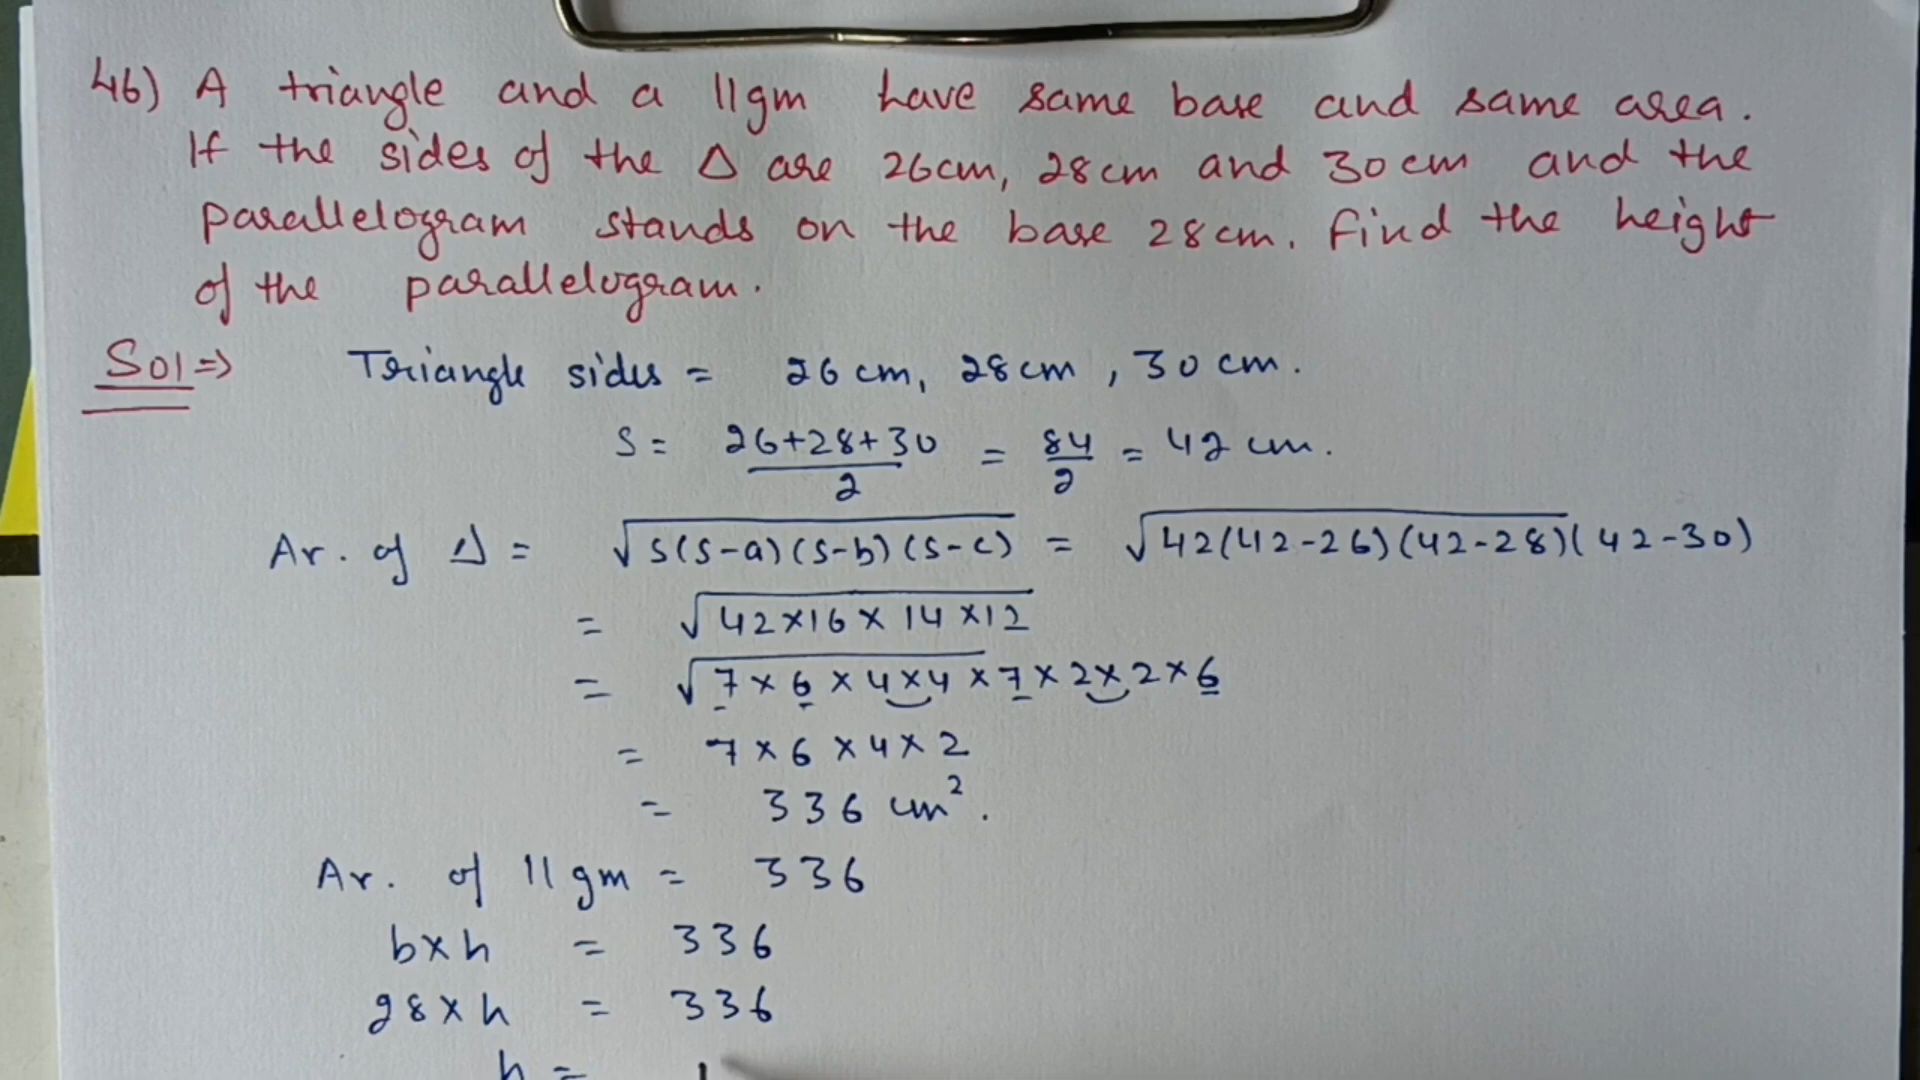 46) A triangle and a ||gm have same base and same area.
If the sides of the Δ are 26cm, 28cm and 30cm and the
parallelogram stands on the base 28cm. Find the height
of the parallelogram.
Sol⇒ Triangle sides = 26 cm, 28cm, 30 cm.
S = 26+28+30/2 = 84/2 = 42 cm.
Ar. of Δ = √s(s-a)(s-b)(s-c) = √42(42-26)(42-28)(42-30)
= √42×16×14×12
= √7×6×4×4×7×2×2×6
= 7×6×4×2
= 336 cm².
Ar. of ||gm = 336
b×h = 336
28×h = 336
h =